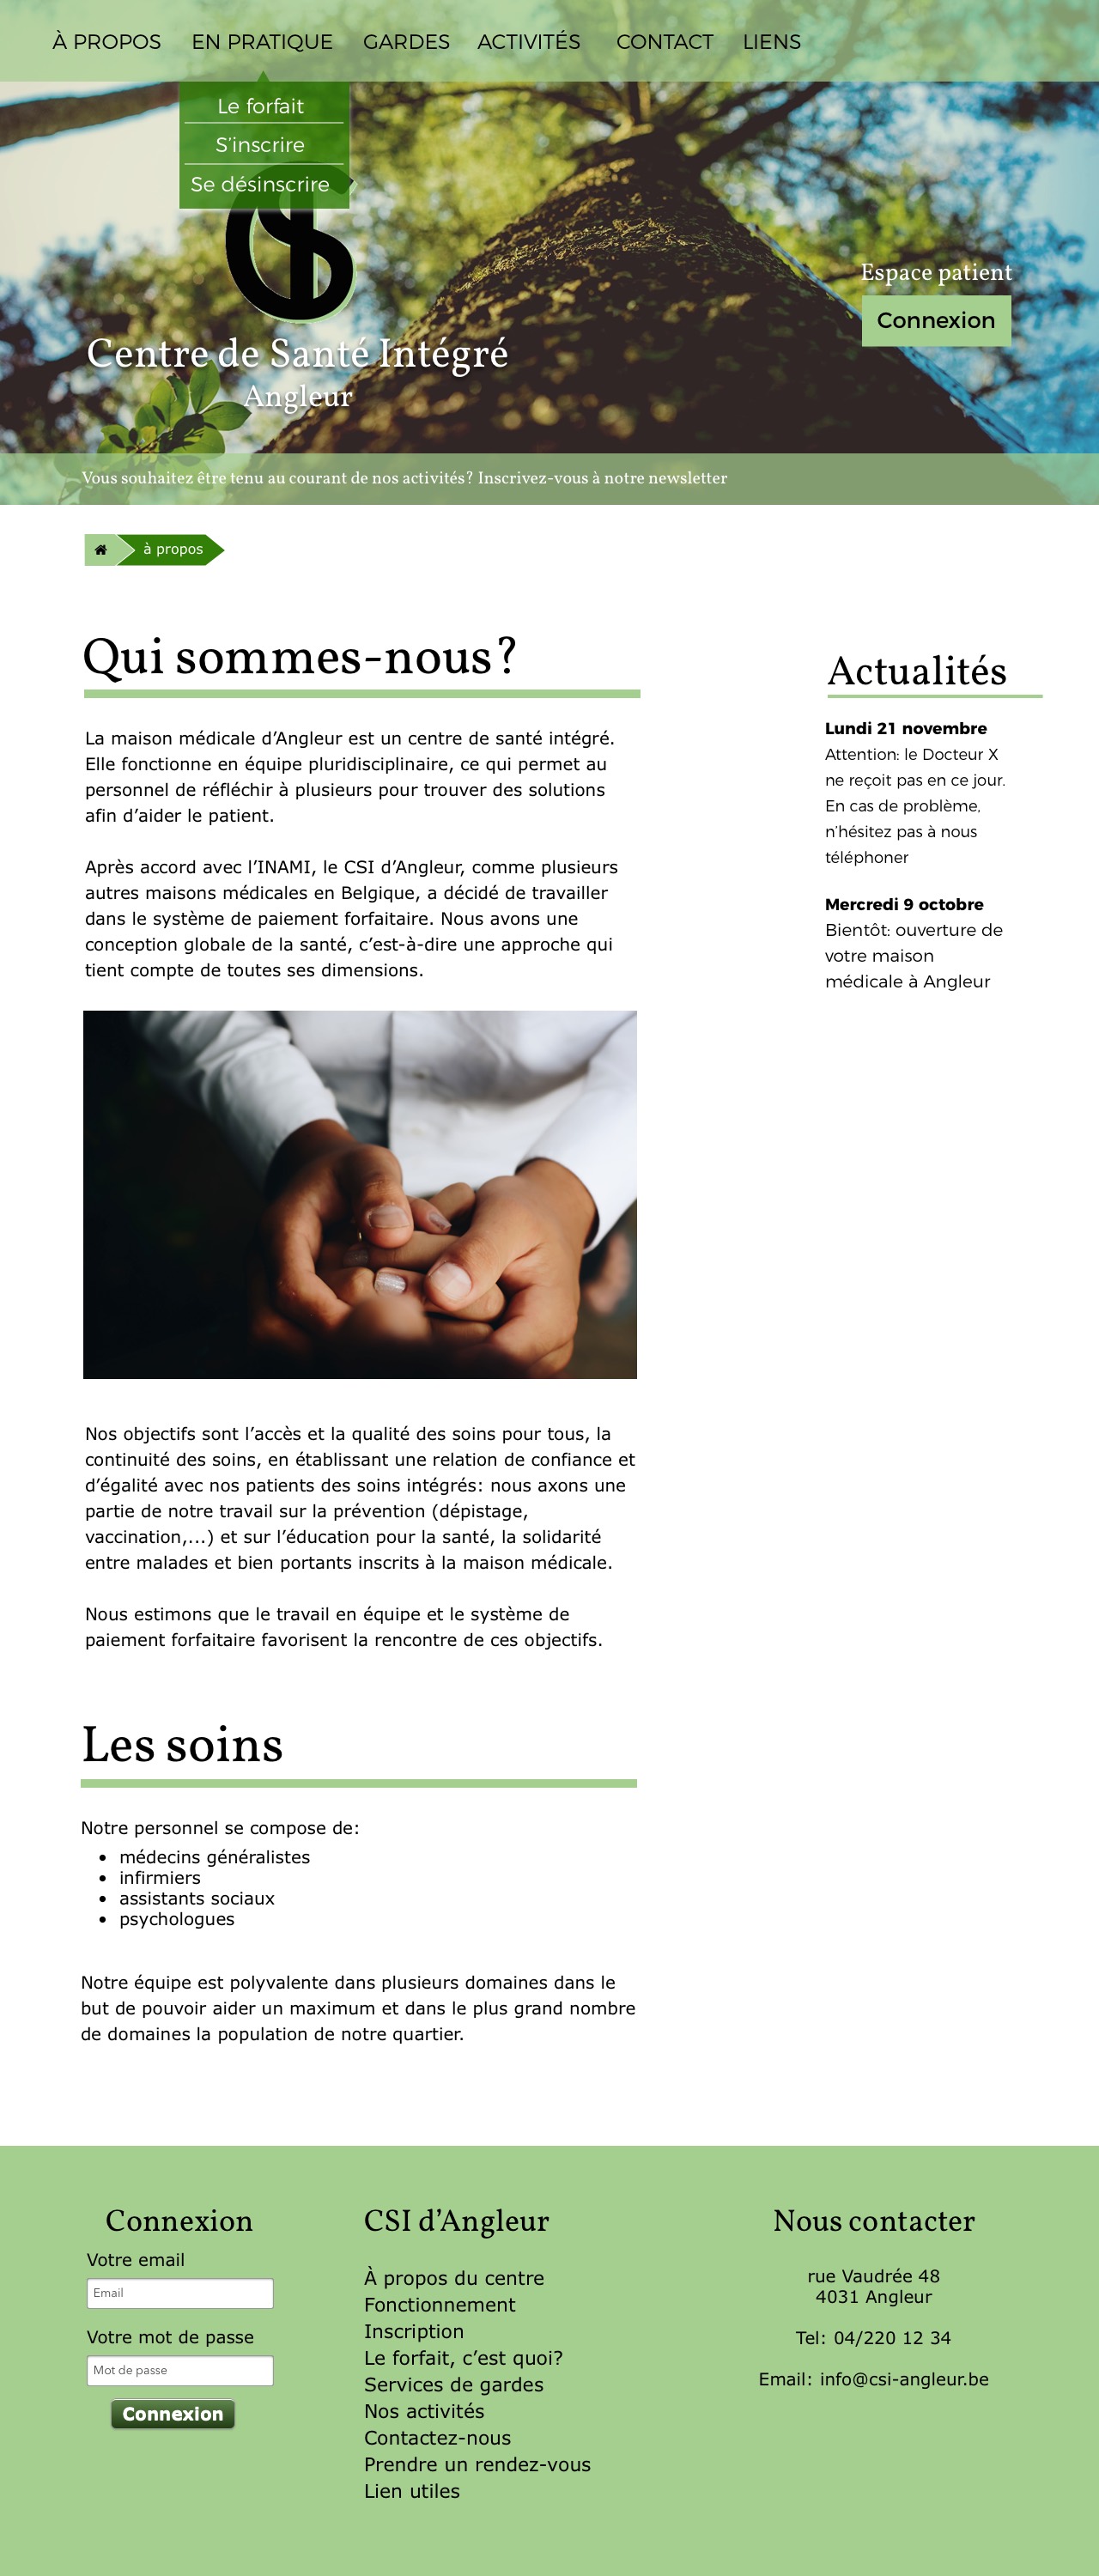 À PROPOS EN PRATIQUE GARDES ACTIVITÉS CONTACT LIENS
Le forfait
S'inscrire
Se désinscrire
Centre de Santé Intégré
Angleur
Espace patient
Connexion
Vous souhaitez être tenu au courant de nos activités? Inscrivez-vous à notre newsletter
à propos
Qui sommes-nous?
La maison médicale d'Angleur est un centre de santé intégré.
Elle fonctionne en équipe pluridisciplinaire, ce qui permet au
personnel de réfléchir à plusieurs pour trouver des solutions
afin d'aider le patient.
Après accord avec l'INAMI, le CSI d'Angleur, comme plusieurs
autres maisons médicales en Belgique, a décidé de travailler
dans le système de paiement forfaitaire. Nous avons une
conception globale de la santé, c'est-à-dire une approche qui
tient compte de toutes ses dimensions.
Nos objectifs sont l'accès et la qualité des soins pour tous, la
continuité des soins, en établissant une relation de confiance et
d'égalité avec nos patients des soins intégrés: nous axons une
partie de notre travail sur la prévention (dépistage,
vaccination,...) et sur l'éducation pour la santé, la solidarité
entre malades et bien portants inscrits à la maison médicale.
Nous estimons que le travail en équipe et le système de
paiement forfaitaire favorisent la rencontre de ces objectifs.
Les soins
Notre personnel se compose de:
• médecins généralistes
• infirmiers
• assistants sociaux
• psychologues
Notre équipe est polyvalente dans plusieurs domaines dans le
but de pouvoir aider un maximum et dans le plus grand nombre
de domaines la population de notre quartier.
Actualités
Lundi 21 novembre
Attention: le Docteur X
ne reçoit pas en ce jour.
En cas de problème,
n'hésitez pas à nous
téléphoner
Mercredi 9 octobre
Bientôt: ouverture de
votre maison
médicale à Angleur
Connexion
Votre email
Email
Votre mot de passe
Mot de passe
Connexion
CSI d'Angleur
À propos du centre
Fonctionnement
Inscription
Le forfait, c'est quoi?
Services de gardes
Nos activités
Contactez-nous
Prendre un rendez-vous
Lien utiles
Nous contacter
rue Vaudrée 48
4031 Angleur
Tel: 04/220 12 34
Email: info@csi-angleur.be